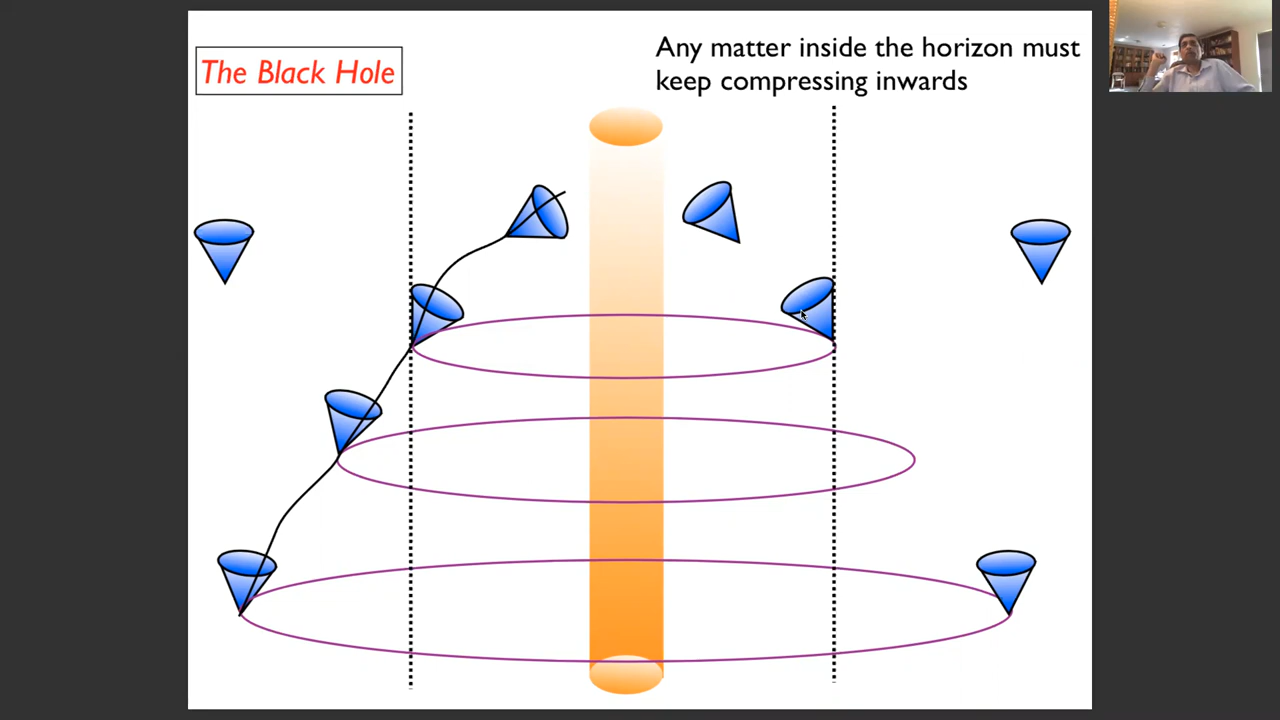 The Black Hole
Any matter inside the horizon must
keep compressing inwards